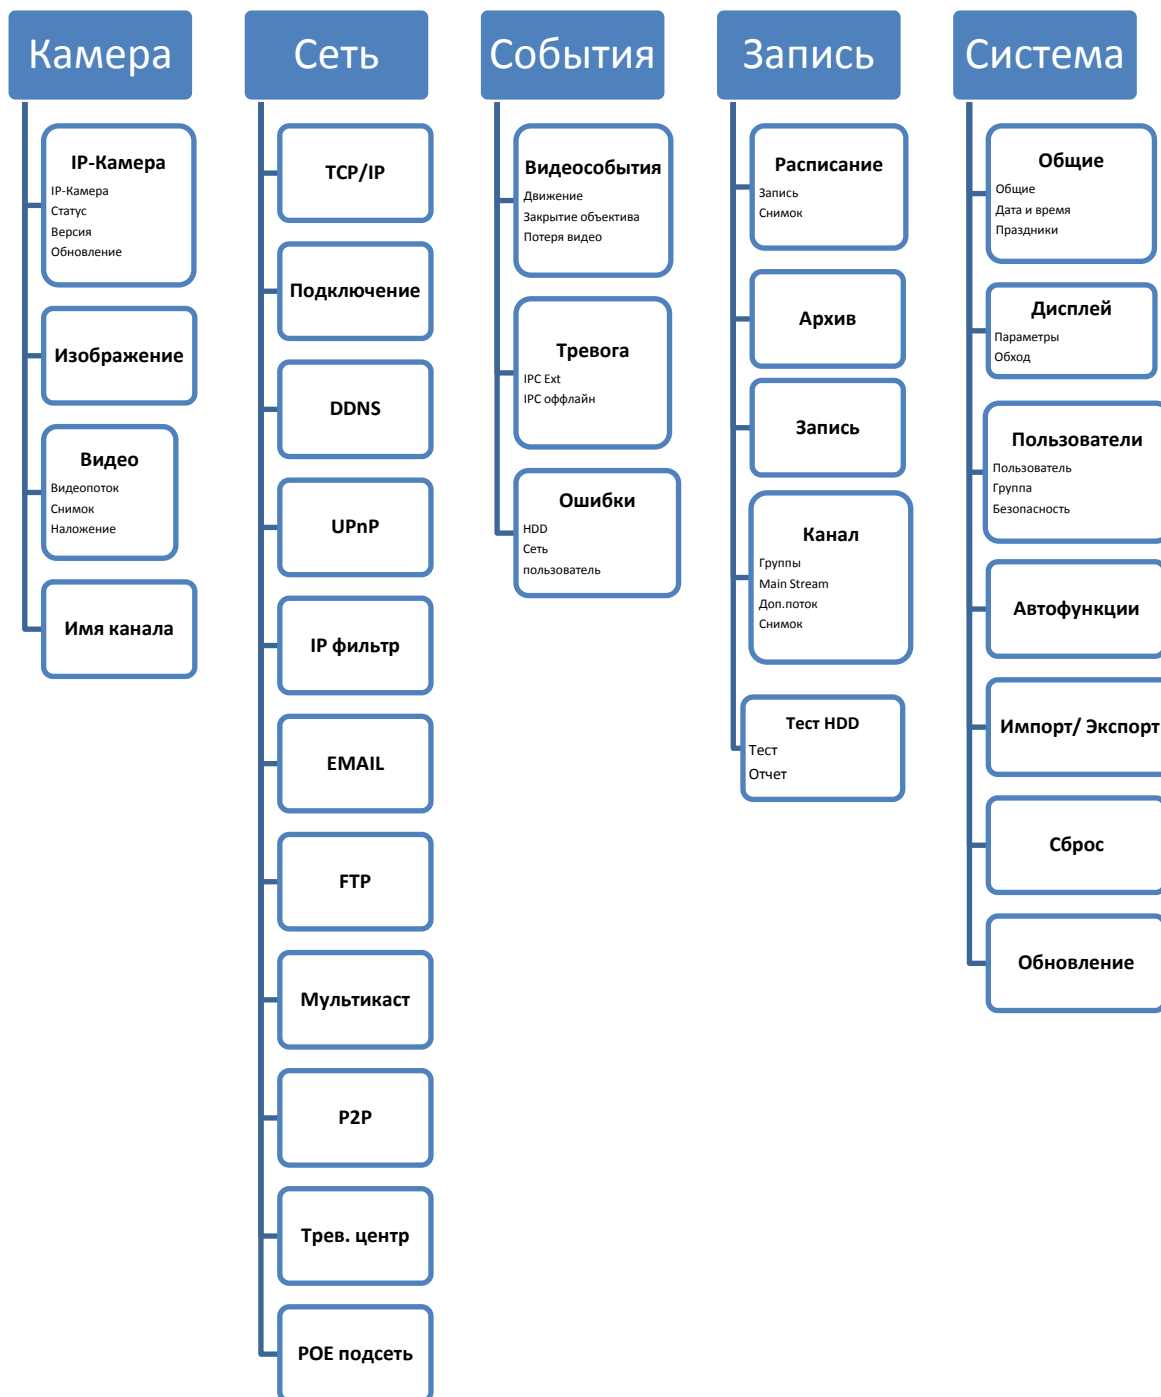 Камера
IP-Камера
IP-Камера
Статус
Версия
Обновление
Изображение
Видео
Видеопоток
Снимок
Наложение
Имя канала
Сеть
TCP/IP
Подключение
DDNS
UPnP
IP фильтр
EMAIL
FTP
Мультикаст
P2P
Трев. центр
POE подсеть
События
Видеособытия
Движение
Закрытие объектива
Потеря видео
Тревога
IPC Ext
IPC оффлайн
Ошибки
HDD
Сеть
пользователь
Запись
Расписание
Запись
Снимок
Архив
Запись
Канал
Группы
Main Stream
Доп.поток
Снимок
Тест HDD
Тест
Отчет
Система
Общие
Общие
Дата и время
Праздники
Дисплей
Параметры
Обход
Пользователи
Пользователь
Группа
Безопасность
Автофункции
Импорт/ Экспорт
Сброс
Обновление